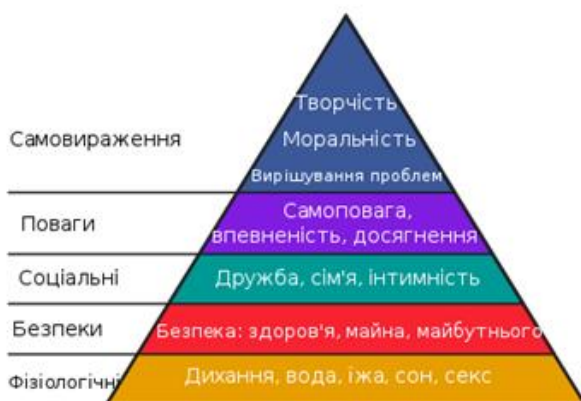 Творчість
Самовираження
Моральність
Вирішування проблем
Поваги
Самоповага,
впевненість, досягнення
Соціальні
Дружба, сім'я, інтимність
Безпеки
Безпека: здоров'я, майна, майбутнього
Фізіологічні
Дихання, вода, їжа, сон, секс